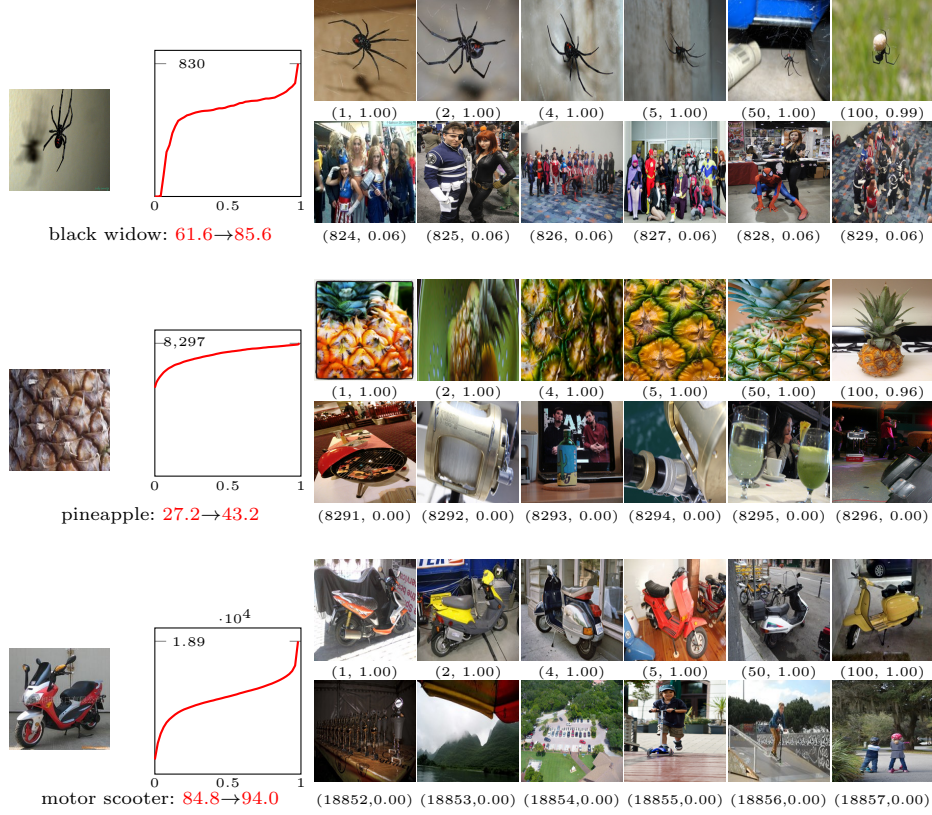 830
0 0.5 1
black widow: 61.6→85.6
(1, 1.00) (2, 1.00) (4, 1.00) (5, 1.00) (50, 1.00) (100, 0.99)
(824, 0.06) (825, 0.06) (826, 0.06) (827, 0.06) (828, 0.06) (829, 0.06)
8,297
0 0.5 1
pineapple: 27.2→43.2
(1, 1.00) (2, 1.00) (4, 1.00) (5, 1.00) (50, 1.00) (100, 0.96)
(8291, 0.00) (8292, 0.00) (8293, 0.00) (8294, 0.00) (8295, 0.00) (8296, 0.00)
·10⁴
1.89
motor scooter: 84.8→94.0
(1, 1.00) (2, 1.00) (4, 1.00) (5, 1.00) (50, 1.00) (100, 1.00)
(18852,0.00) (18853,0.00) (18854,0.00) (18855,0.00) (18856,0.00) (18857,0.00)